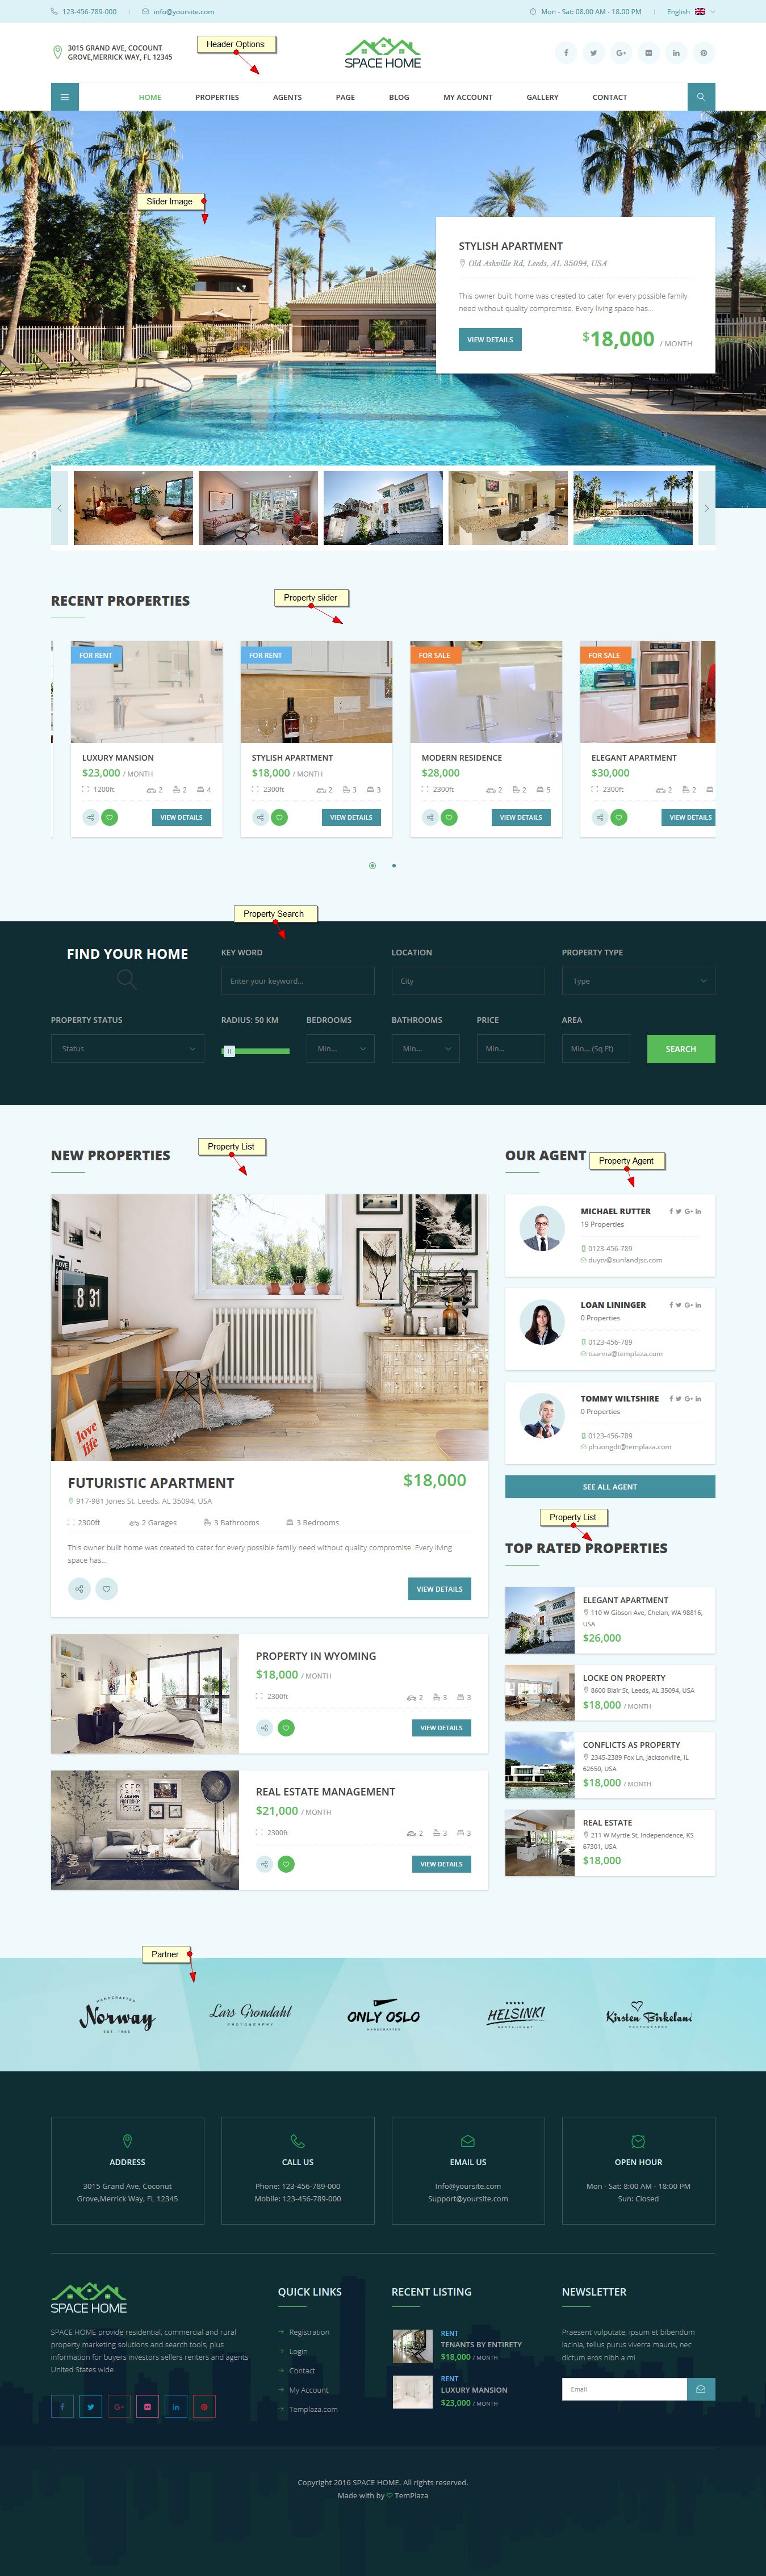 123-456-789-000
info@yoursite.com
Mon - Sat: 08.00 AM - 18.00 PM
English
3015 GRAND AVE, COCOUNT
GROVE,MERRICK WAY, FL 12345
Header Options
SPACE HOME
HOME
PROPERTIES
AGENTS
PAGE
BLOG
MY ACCOUNT
GALLERY
CONTACT
Slider Image
STYLISH APARTMENT
Old Ashville Rd, Leeds, AL 35094, USA
This owner built home was created to cater for every possible family
need without quality compromise. Every living space has...
VIEW DETAILS
$18,000 / MONTH
RECENT PROPERTIES
Property slider
FOR RENT
LUXURY MANSION
$23,000 / MONTH
1200ft 2 2 4
VIEW DETAILS
FOR RENT
STYLISH APARTMENT
$18,000 / MONTH
2300ft 2 3 3
VIEW DETAILS
FOR SALE
MODERN RESIDENCE
$28,000
2300ft 2 2 5
VIEW DETAILS
FOR SALE
ELEGANT APARTMENT
$30,000
2300ft 2 2
VIEW DETAILS
Property Search
FIND YOUR HOME
KEY WORD
Enter your keyword...
LOCATION
City
PROPERTY TYPE
Type
PROPERTY STATUS
Status
RADIUS: 50 KM
BEDROOMS
Min...
BATHROOMS
Min...
PRICE
Min...
AREA
Min... (Sq Ft)
SEARCH
NEW PROPERTIES
Property List
8 31
love
life
FUTURISTIC APARTMENT
$18,000
917-981 Jones St, Leeds, AL 35094, USA
2300ft 2 Garages 3 Bathrooms 3 Bedrooms
This owner built home was created to cater for every possible family need without quality compromise. Every living
space has...
VIEW DETAILS
PROPERTY IN WYOMING
$18,000 / MONTH
2300ft 2 3 3
VIEW DETAILS
REAL ESTATE MANAGEMENT
$21,000 / MONTH
2300ft 2 3 3
VIEW DETAILS
OUR AGENT
Property Agent
MICHAEL RUTTER
19 Properties
0123-456-789
duytv@sunlandjsc.com
LOAN LININGER
0 Properties
0123-456-789
tuanna@templaza.com
TOMMY WILTSHIRE
0 Properties
0123-456-789
phuongdt@templaza.com
SEE ALL AGENT
Property List
TOP RATED PROPERTIES
ELEGANT APARTMENT
110 W Gibson Ave, Chelan, WA 98816,
USA
$26,000
LOCKE ON PROPERTY
8600 Blair St, Leeds, AL 35094, USA
$18,000 / MONTH
CONFLICTS AS PROPERTY
2345-2389 Fox Ln, Jacksonville, IL
62650, USA
$18,000 / MONTH
REAL ESTATE
211 W Myrtle St, Independence, KS
67301, USA
$18,000
Partner
HANDCRAFTED
Norway
EST. 1985
Lars Grondahl
PHOTOGRAPHY
ONLY OSLO
HANDCRAFTED
HELSINKI
RESTAURANT
Kirsten Birkeland
PHOTOGRAPHS
ADDRESS
3015 Grand Ave, Coconut
Grove,Merrick Way, FL 12345
CALL US
Phone: 123-456-789-000
Mobile: 123-456-789-000
EMAIL US
Info@yoursite.com
Support@yoursite.com
OPEN HOUR
Mon - Sat: 8:00 AM - 18:00 PM
Sun: Closed
SPACE HOME
SPACE HOME provide residential, commercial and rural
property marketing solutions and search tools, plus
information for buyers investors sellers renters and agents
United States wide.
QUICK LINKS
Registration
Login
Contact
My Account
Templaza.com
RECENT LISTING
RENT
TENANTS BY ENTIRETY
$18,000 / MONTH
RENT
LUXURY MANSION
$23,000 / MONTH
NEWSLETTER
Praesent vulputate, ipsum et bibendum
lacinia, tellus purus viverra mauris, nec
dictum eros nibh a mi.
Email
Copyright 2016 SPACE HOME. All rights reserved.
Made with by TemPlaza